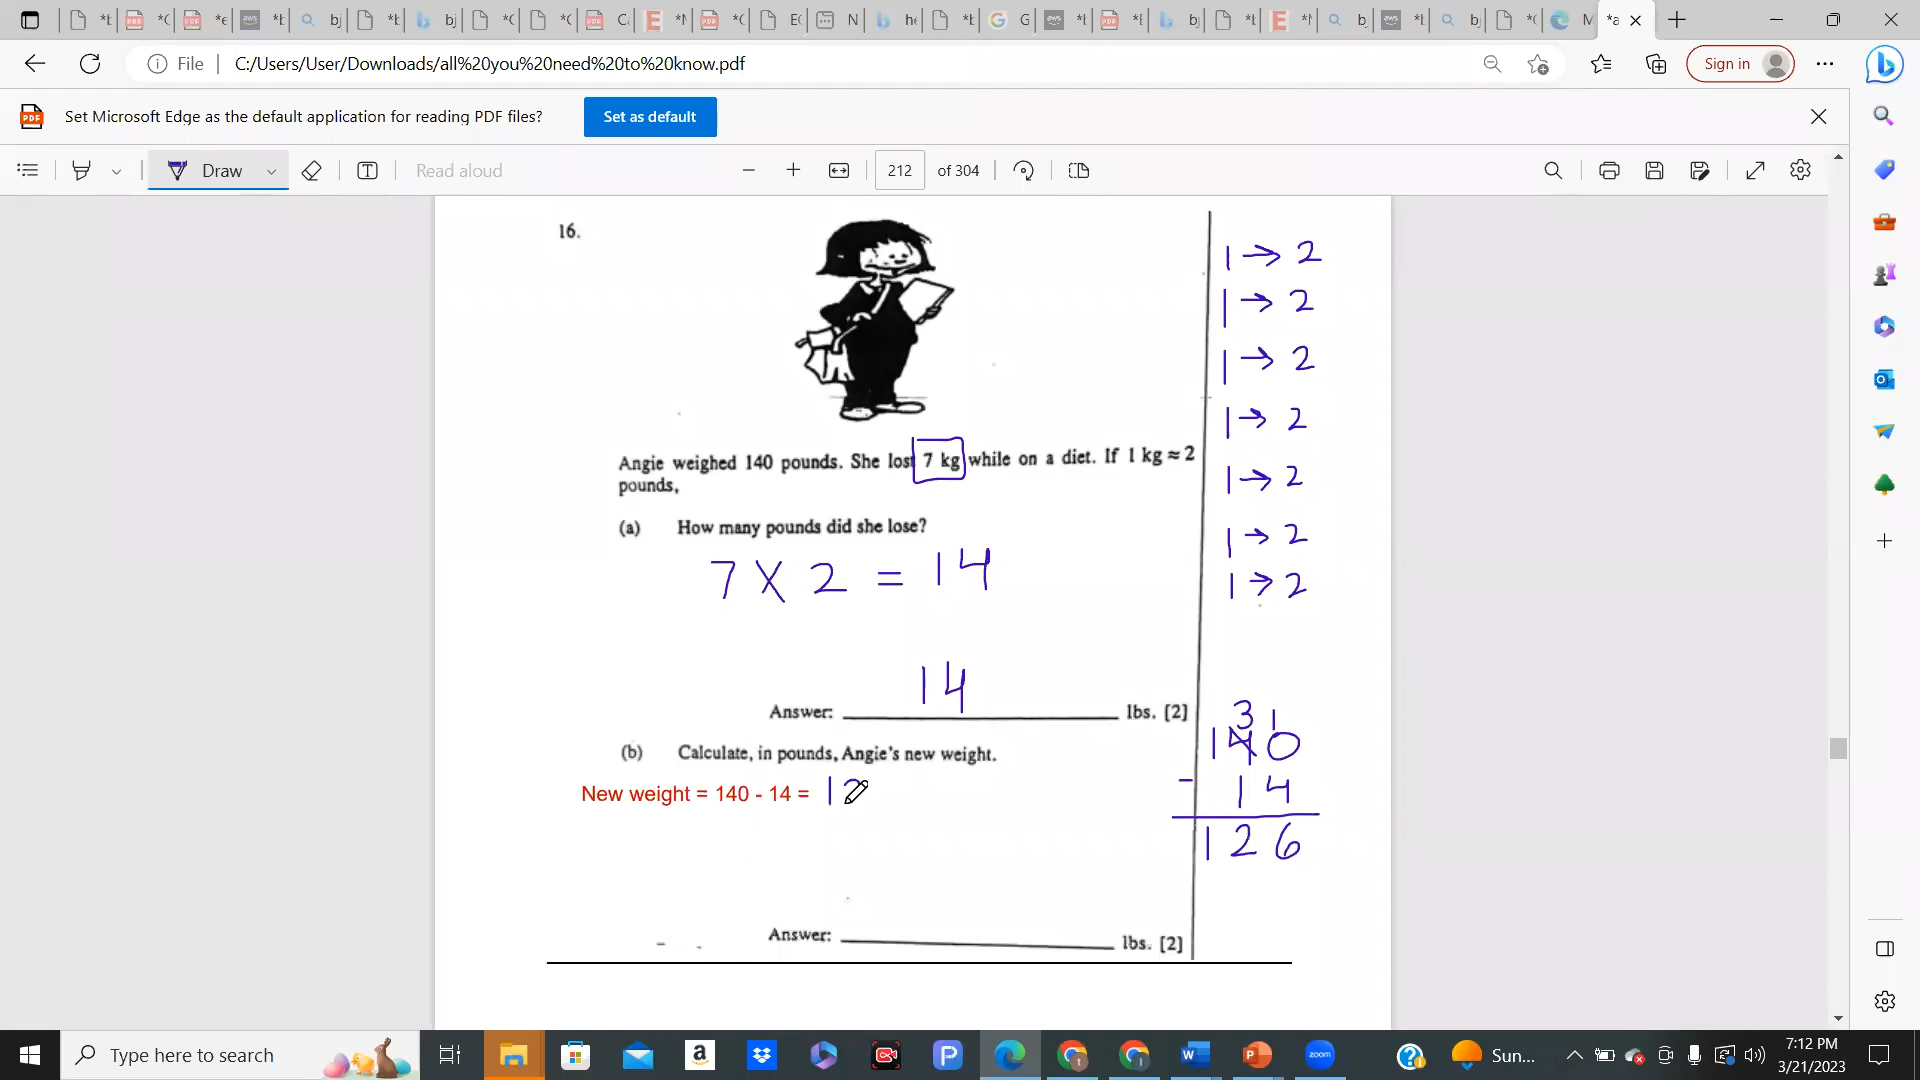 File C:/Users/User/Downloads/all%20you%20need%20to%20know.pdf Sign in
Set Microsoft Edge as the default application for reading PDF files? Set as default
Draw Read aloud 212 of 304
16.
1 → 2
1 → 2
1 → 2
1 → 2
1 → 2
1 → 2
1 → 2
Angie weighed 140 pounds. She lost 7 kg while on a diet. If 1 kg ≈ 2
pounds,
(a) How many pounds did she lose?
7 X 2 = 14
14
Answer: lbs. [2]
(b) Calculate, in pounds, Angie's new weight.
New weight = 140 - 14 = 12
3 1
140
- 14
126
Answer: lbs. [2]
Type here to search
zoom
Sun...
7:12 PM
3/21/2023